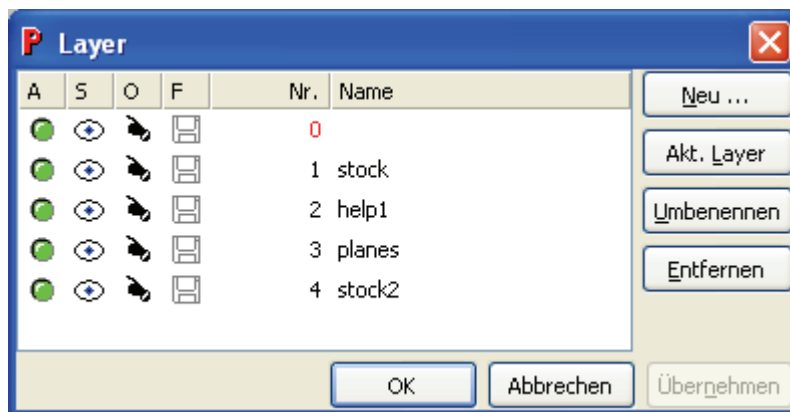 P Layer
A S O F Nr. Name
0
1 stock
2 help1
3 planes
4 stock2
Neu ...
Akt. Layer
Umbenennen
Entfernen
OK Abbrechen Übernehmen